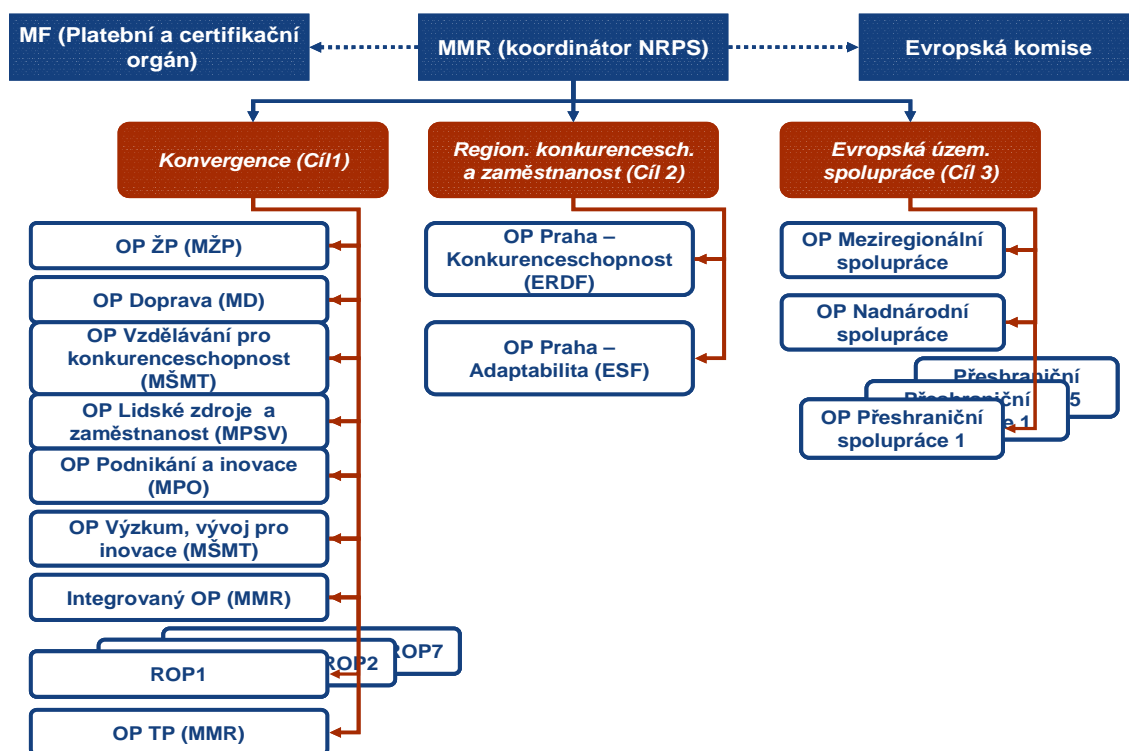 MF (Platební a certifikační
orgán)
MMR (koordinátor NRPS)
Evropská komise
Konvergence (Cíl1)
Region. konkurencesch.
a zaměstnanost (Cíl 2)
Evropská územ.
spolupráce (Cíl 3)
OP ŽP (MŽP)
OP Doprava (MD)
OP Vzdělávání pro
konkurenceschopnost
(MŠMT)
OP Lidské zdroje a
zaměstnanost (MPSV)
OP Podnikání a inovace
(MPO)
OP Výzkum, vývoj pro
inovace (MŠMT)
Integrovaný OP (MMR)
ROP7
ROP2
ROP1
OP TP (MMR)
OP Praha –
Konkurenceschopnost
(ERDF)
OP Praha –
Adaptabilita (ESF)
OP Meziregionální
spolupráce
OP Nadnárodní
spolupráce
Přeshraniční
5
1
OP Přeshraniční
spolupráce 1